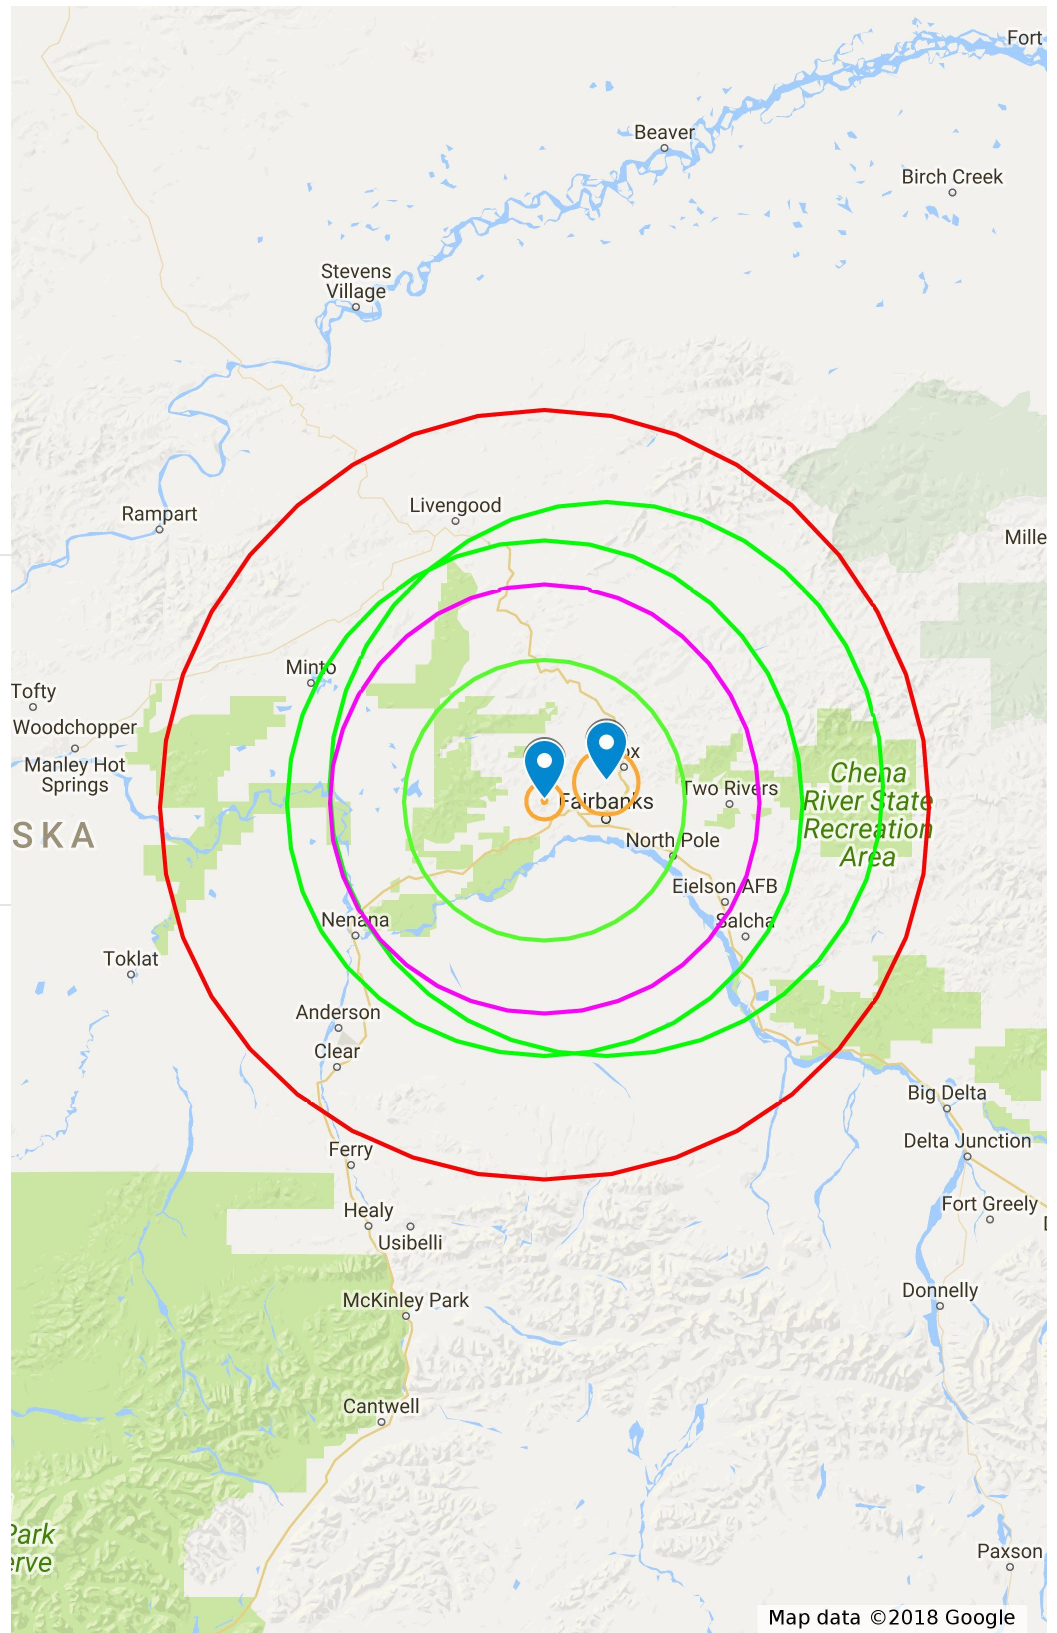 Fort
Beaver
Birch Creek
Stevens
Village
Livengood
Rampart
Mille
Minto
Tofty
Woodchopper
Manley Hot
Springs
SKA
Fairbanks
Two Rivers
Chena
River State
Recreation
Area
North Pole
Eielson AFB
Salcha
Nenana
Toklat
Anderson
Clear
Big Delta
Delta Junction
Ferry
Healy
Usibelli
Fort Greely
McKinley Park
Donnelly
Cantwell
Park
erve
Paxson
Map data ©2018 Google